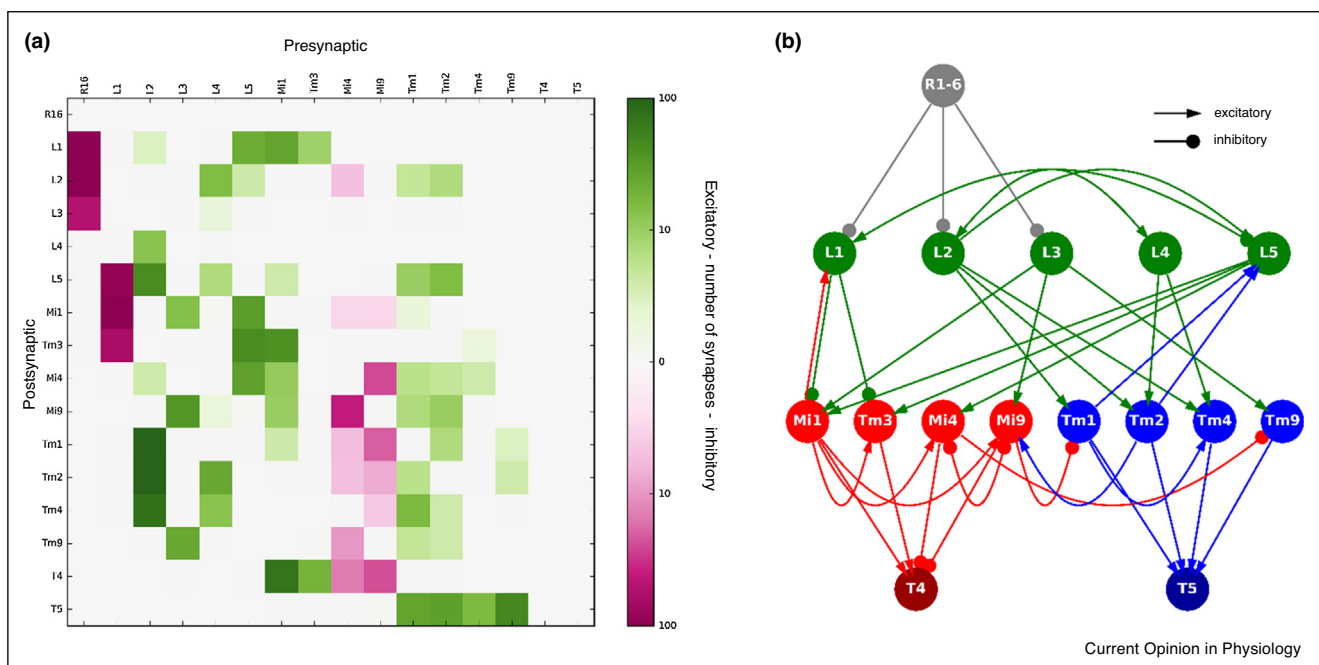 (a)
Presynaptic
R16
L1
L2
L3
L4
L5
Mi1
Tm3
Mi4
Mi9
Tm1
Tm2
Tm4
Tm9
T4
T5
Postsynaptic
R16
L1
L2
L3
L4
L5
Mi1
Tm3
Mi4
Mi9
Tm1
Tm2
Tm4
Tm9
T4
T5
100
10
0
10
100
Excitatory - number of synapses - inhibitory
(b)
R1-6
excitatory
inhibitory
L1 L2 L3 L4 L5
Mi1 Tm3 Mi4 Mi9 Tm1 Tm2 Tm4 Tm9
T4 T5
Current Opinion in Physiology